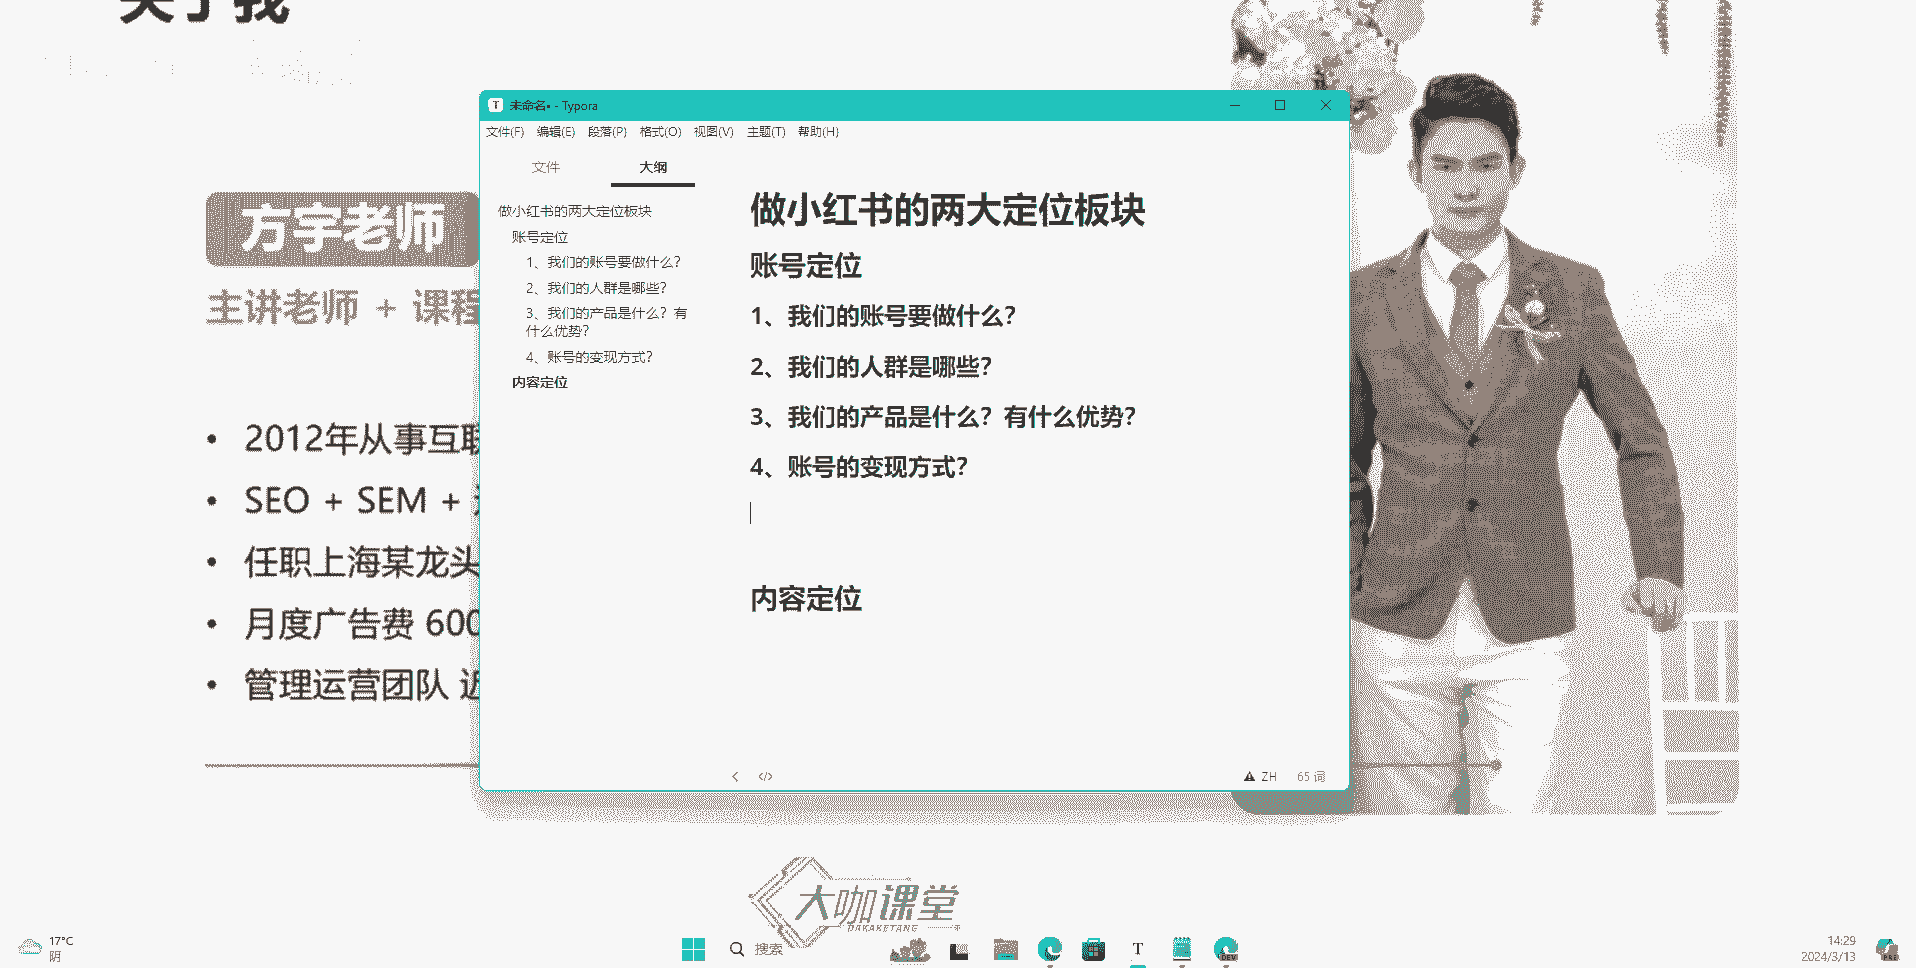 关于我
方宇老师
主讲老师 + 课程
2012年从事互联
SEO + SEM +
任职上海某龙头
月度广告费 600
管理运营团队 近
未命名• - Typora
文件(F) 编辑(E) 段落(P) 格式(O) 视图(V) 主题(T) 帮助(H)
文件 大纲
做小红书的两大定位板块
账号定位
1、我们的账号要做什么?
2、我们的人群是哪些?
3、我们的产品是什么?有
什么优势?
4、账号的变现方式?
内容定位
做小红书的两大定位板块
账号定位
1、我们的账号要做什么?
2、我们的人群是哪些?
3、我们的产品是什么?有什么优势?
4、账号的变现方式?
内容定位
</> ZH 65 词
大咖课堂
DAKAKETANG
17°C
阴
搜索
T
DEV
14:29
2024/3/13
PRE